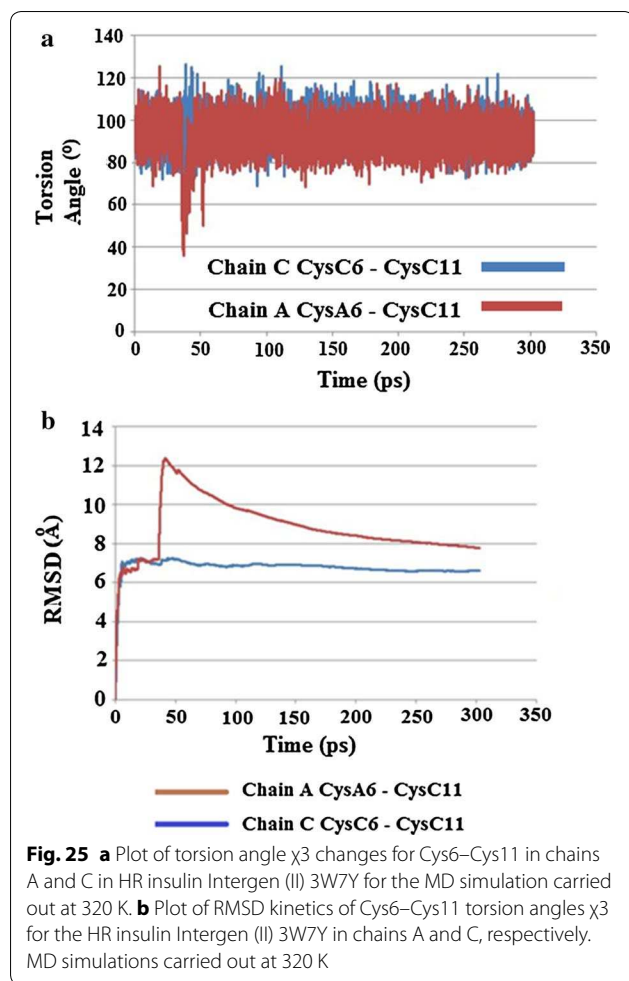 a
140
120
100
80
60
40
20
0
Torsion
Angle (⁰)
Chain C CysC6 - CysC11
Chain A CysA6 - CysC11
0 50 100 150 200 250 300 350
Time (ps)
b
14
12
10
8
6
4
2
0
RMSD (Å)
0 50 100 150 200 250 300 350
Time (ps)
Chain A CysA6 - CysC11
Chain C CysC6 - CysC11
Fig. 25 a Plot of torsion angle χ3 changes for Cys6–Cys11 in chains
A and C in HR insulin Intergen (II) 3W7Y for the MD simulation carried
out at 320 K. b Plot of RMSD kinetics of Cys6–Cys11 torsion angles χ3
for the HR insulin Intergen (II) 3W7Y in chains A and C, respectively.
MD simulations carried out at 320 K